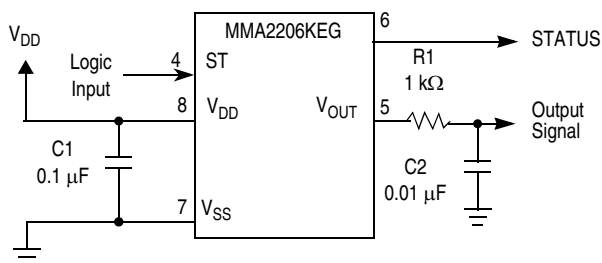 MMA2206KEG
6
V_DD
STATUS
Logic
Input
4
ST
R1
1 kΩ
8
V_DD
V_OUT
5
Output
Signal
C1
0.1 μF
C2
0.01 μF
7
V_SS